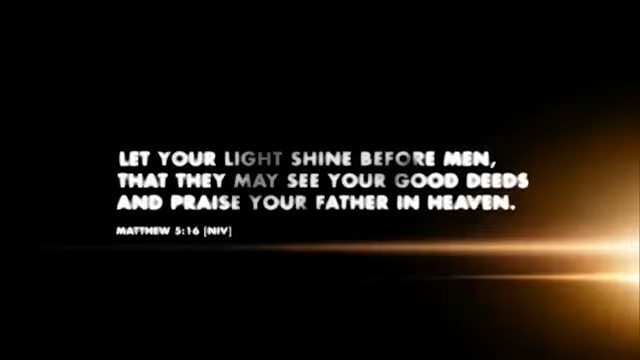 LET YOUR LIGHT SHINE BEFORE MEN,
THAT THEY MAY SEE YOUR GOOD DEEDS
AND PRAISE YOUR FATHER IN HEAVEN.
MATTHEW 5:16 [NIV]